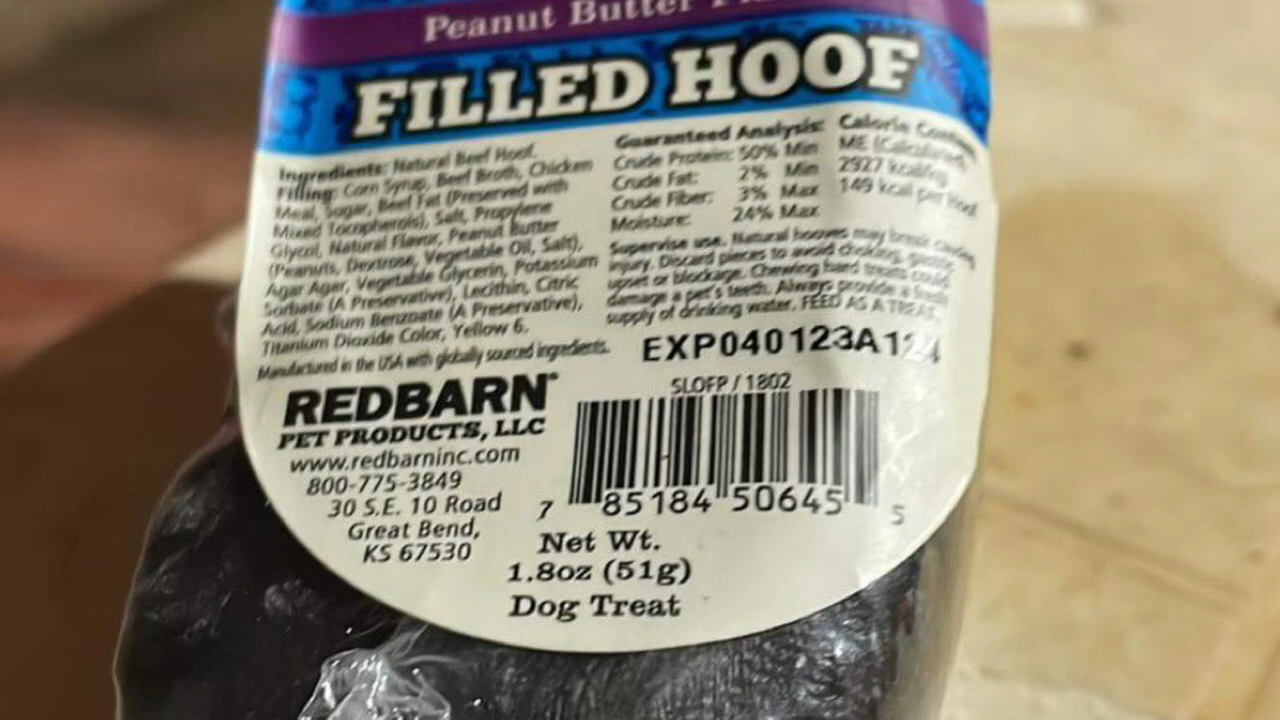 Peanut Butter
FILLED HOOF
Ingredients: Natural Beef Hoof,
Filling: Corn Syrup, Beef Broth, Chicken
Meal, Sugar, Beef Fat (Preserved with
Mixed Tocopherols), Salt, Propylene
Glycol, Natural Flavor, Peanut Butter
(Peanuts, Dextrose, Vegetable Oil, Salt),
Agar Agar, Vegetable Glycerin, Potassium
Sorbate (A Preservative), Lecithin, Citric
Acid, Sodium Benzoate (A Preservative),
Titanium Dioxide Color, Yellow 6.
Manufactured in the USA with globally sourced ingredients.
Guaranteed Analysis:
Crude Protein: 50% Min
Crude Fat: 2% Min
Crude Fiber: 3% Max
Moisture: 24% Max
Calorie Content
ME (Calculated)
2927 kcal/kg
149 kcal per hoof
Supervise use. Natural hooves may break causing
injury. Discard pieces to avoid choking, gastric
upset or blockage. Chewing hard treats could
damage a pet's teeth. Always provide a fresh
supply of drinking water. FEED AS A TREAT.
EXP040123A1
SLOFP / 1802
REDBARN
PET PRODUCTS, LLC
www.redbarninc.com
800-775-3849
30 S.E. 10 Road
Great Bend,
KS 67530
7 85184 50645 5
Net Wt.
1.8oz (51g)
Dog Treat